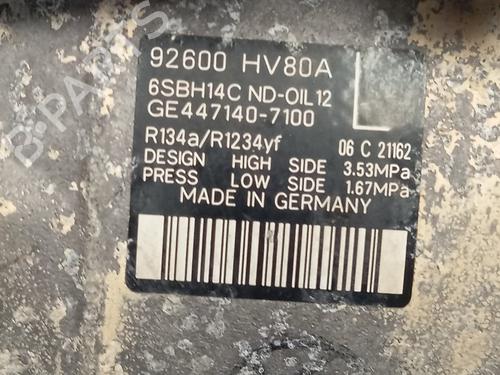 92600 HV80A
6SBH14C ND-OIL12
GE447140-7100
R134a/R1234yf 06 C 21162
DESIGN HIGH SIDE 3.53MPa
PRESS LOW SIDE 1.67MPa
MADE IN GERMANY